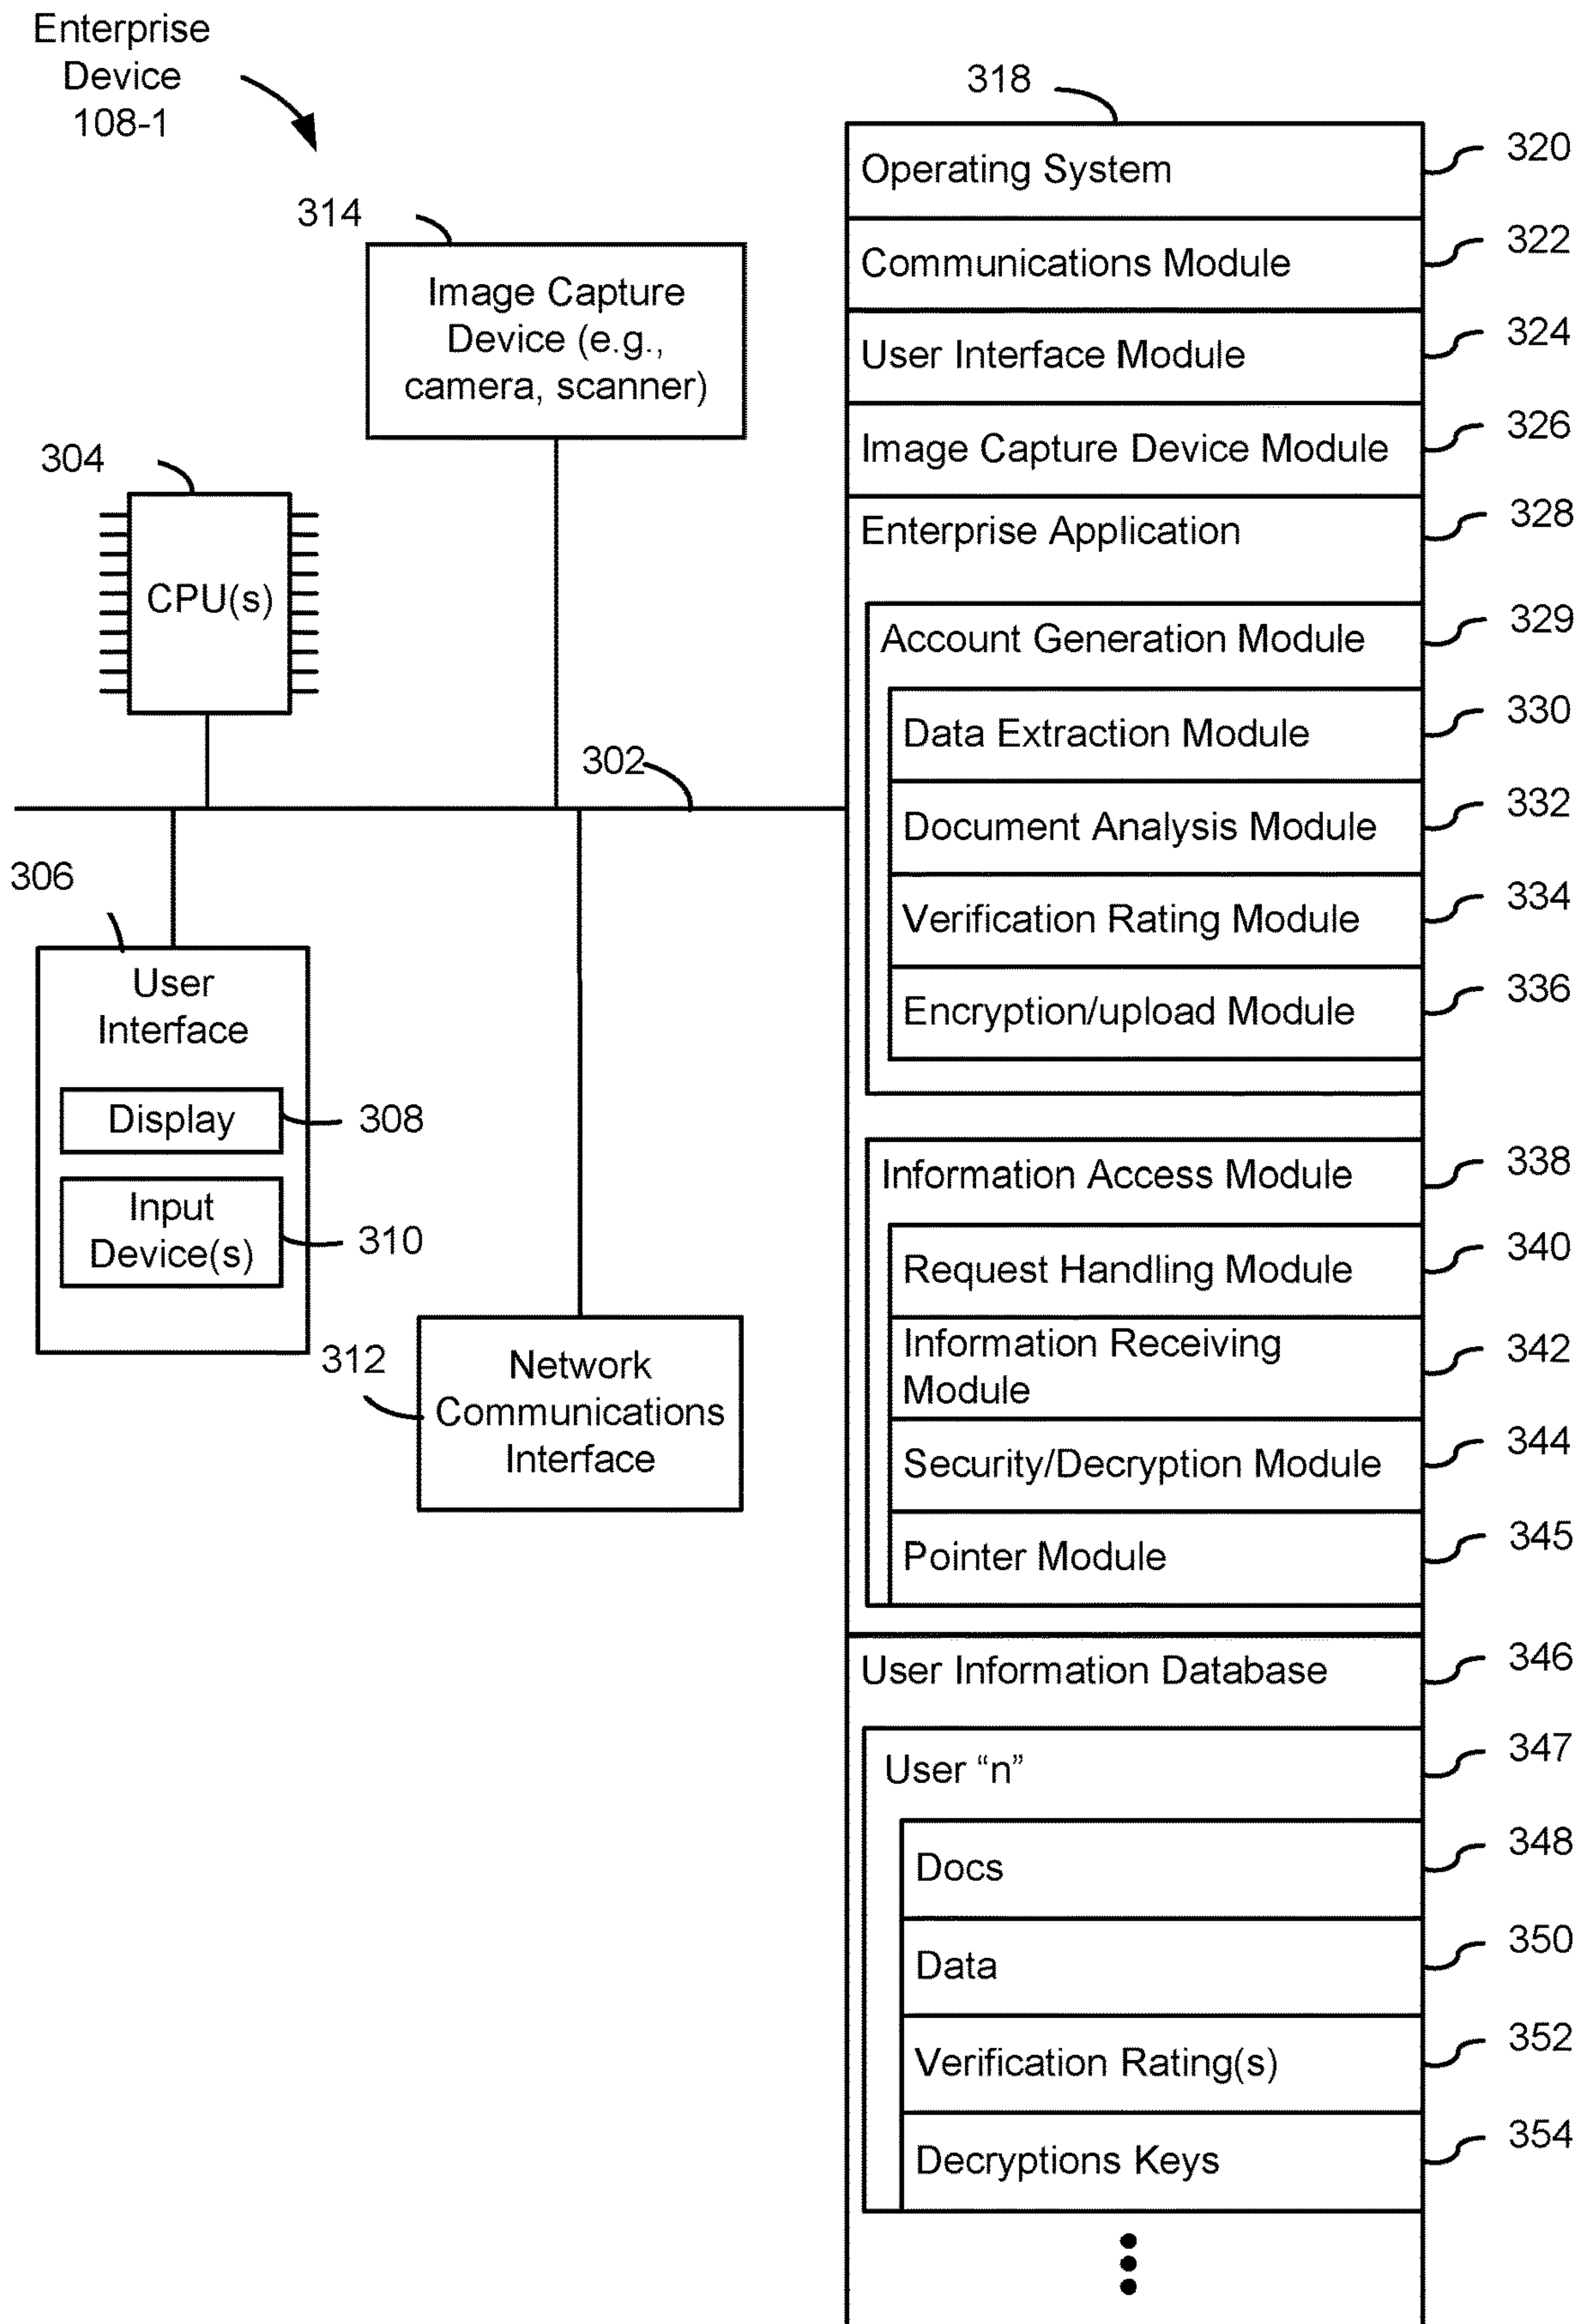 Enterprise
Device
108-1
314
Image Capture
Device (e.g.,
camera, scanner)
304
CPU(s)
302
306
User
Interface
Display
308
Input
Device(s)
310
312
Network
Communications
Interface
318
Operating System
320
Communications Module
322
User Interface Module
324
Image Capture Device Module
326
Enterprise Application
328
Account Generation Module
329
Data Extraction Module
330
Document Analysis Module
332
Verification Rating Module
334
Encryption/upload Module
336
Information Access Module
338
Request Handling Module
340
Information Receiving
Module
342
Security/Decryption Module
344
Pointer Module
345
User Information Database
346
User “n”
347
Docs
348
Data
350
Verification Rating(s)
352
Decryptions Keys
354